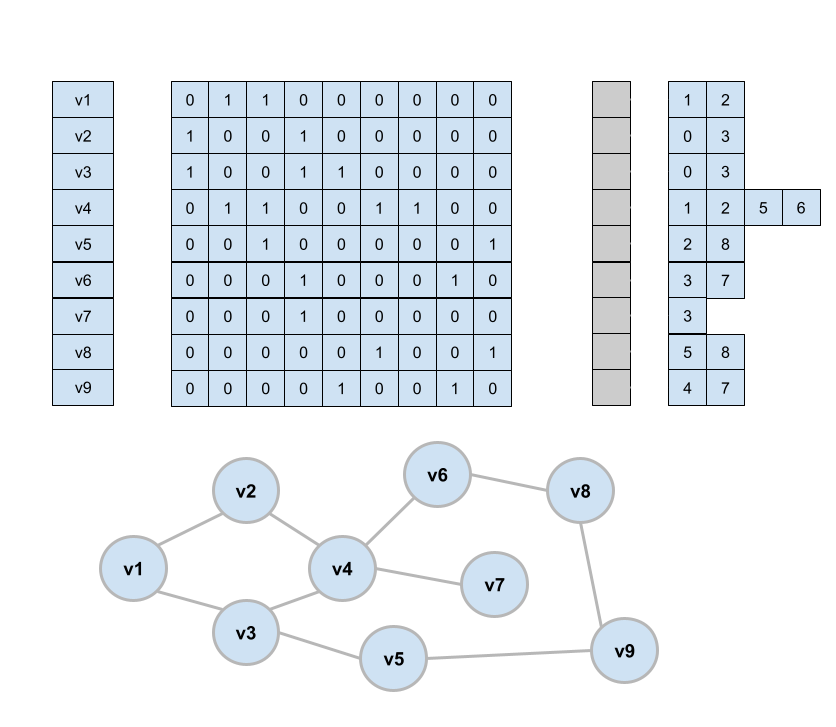 v1 0 1 1 0 0 0 0 0 0 1 2
v2 1 0 0 1 0 0 0 0 0 0 3
v3 1 0 0 1 1 0 0 0 0 0 3
v4 0 1 1 0 0 1 1 0 0 1 2 5 6
v5 0 0 1 0 0 0 0 0 1 2 8
v6 0 0 0 1 0 0 0 1 0 3 7
v7 0 0 0 1 0 0 0 0 0 3
v8 0 0 0 0 0 1 0 0 1 5 8
v9 0 0 0 0 1 0 0 1 0 4 7
v6
v2
v8
v1
v4
v7
v3
v5
v9